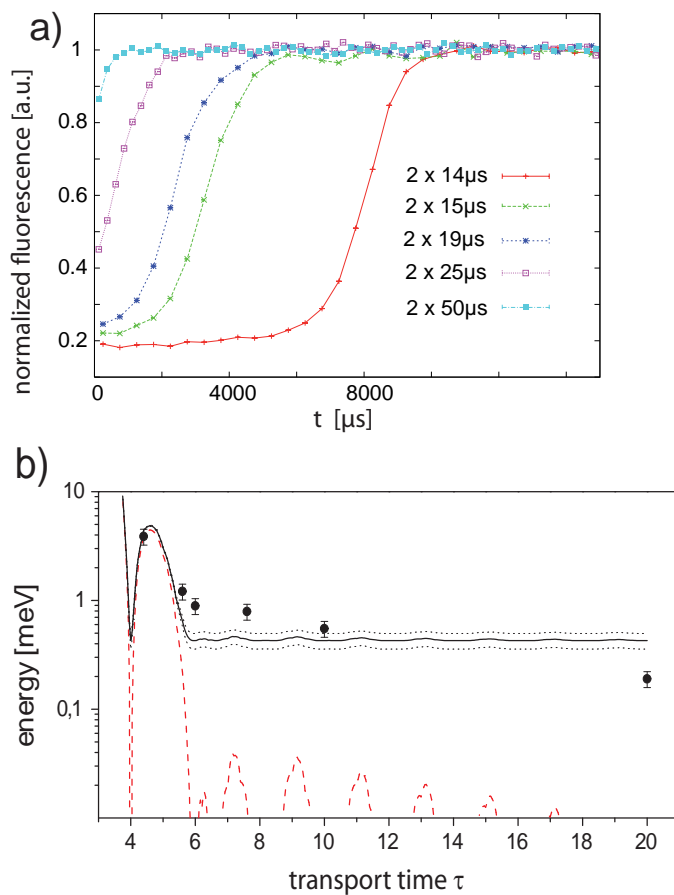 a)
normalized fluorescence [a.u.]
1
0.8
0.6
0.4
0.2
2 x 14µs
2 x 15µs
2 x 19µs
2 x 25µs
2 x 50µs
0
4000
8000
t [µs]
b)
energy [meV]
10
1
0,1
4
6
8
10
12
14
16
18
20
transport time τ